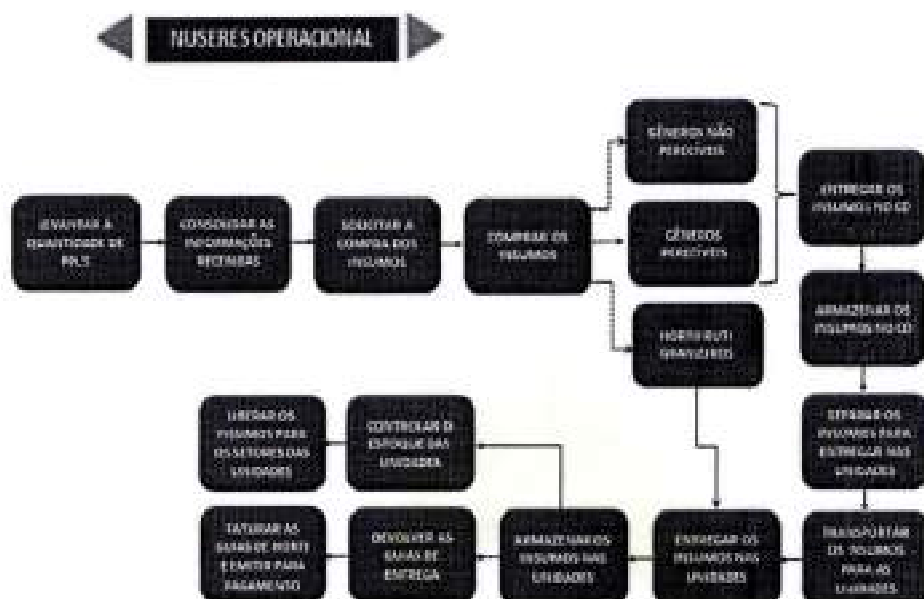 NUSERES OPERACIONAL
GÊNEROS NÃO
PERCÍVEIS
LEVANTAR A
QUANTIDADE DE
CONSOLIDAR AS
INFORMAÇÕES
RECEBIDAS
SOLICITAR A
COMPRA DOS
INSUMOS
COMPRAR OS
INSUMOS
GÊNEROS
PERCÍVEIS
ENTREGAR OS
INSUMOS NO CD
HORTIFRUTI
GRANJEIROS
ARMAZENAR OS
INSUMOS NO CD
LIBERAR OS
INSUMOS PARA
OS SETORES DAS
UNIDADES
CONTROLAR O
ESTOQUE DAS
UNIDADES
SEPARAR OS
INSUMOS PARA
ENTREGAR NAS
UNIDADES
FATURAR AS
GUIAS DE
E EMITIR PARA
PAGAMENTO
DEVOLVER AS
GUIAS DE
ENTREGA
ARMAZENAR OS
INSUMOS NAS
UNIDADES
ENTREGAR OS
INSUMOS NAS
UNIDADES
TRANSPORTAR
OS INSUMOS
PARA AS
UNIDADES